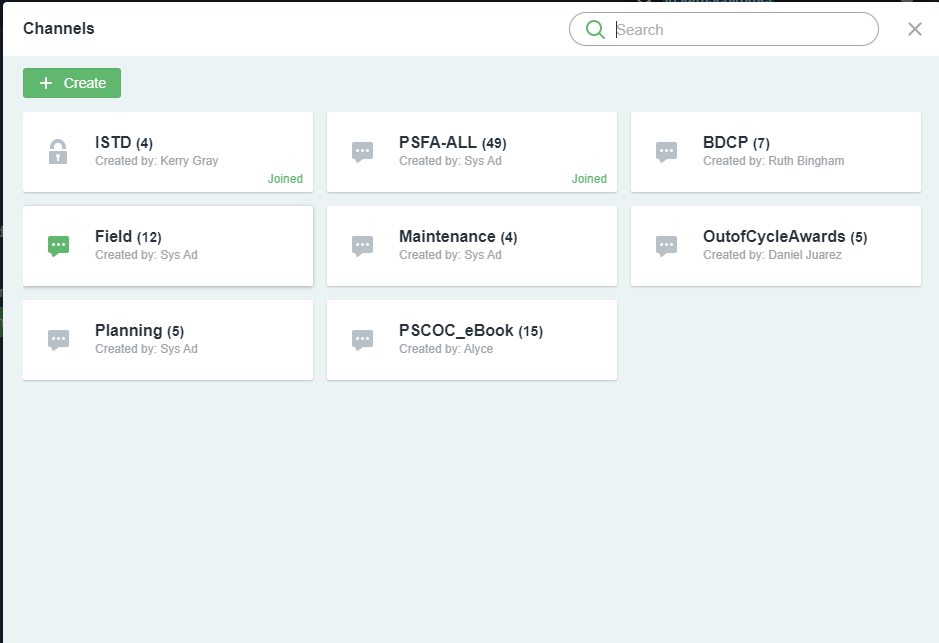 Channels
Search
Create
ISTD (4)
Created by: Kerry Gray
Joined
PSFA-ALL (49)
Created by: Sys Ad
Joined
BDCP (7)
Created by: Ruth Bingham
Field (12)
Created by: Sys Ad
Maintenance (4)
Created by: Sys Ad
OutofCycleAwards (5)
Created by: Daniel Juarez
Planning (5)
Created by: Sys Ad
PSCOC_eBook (15)
Created by: Alyce